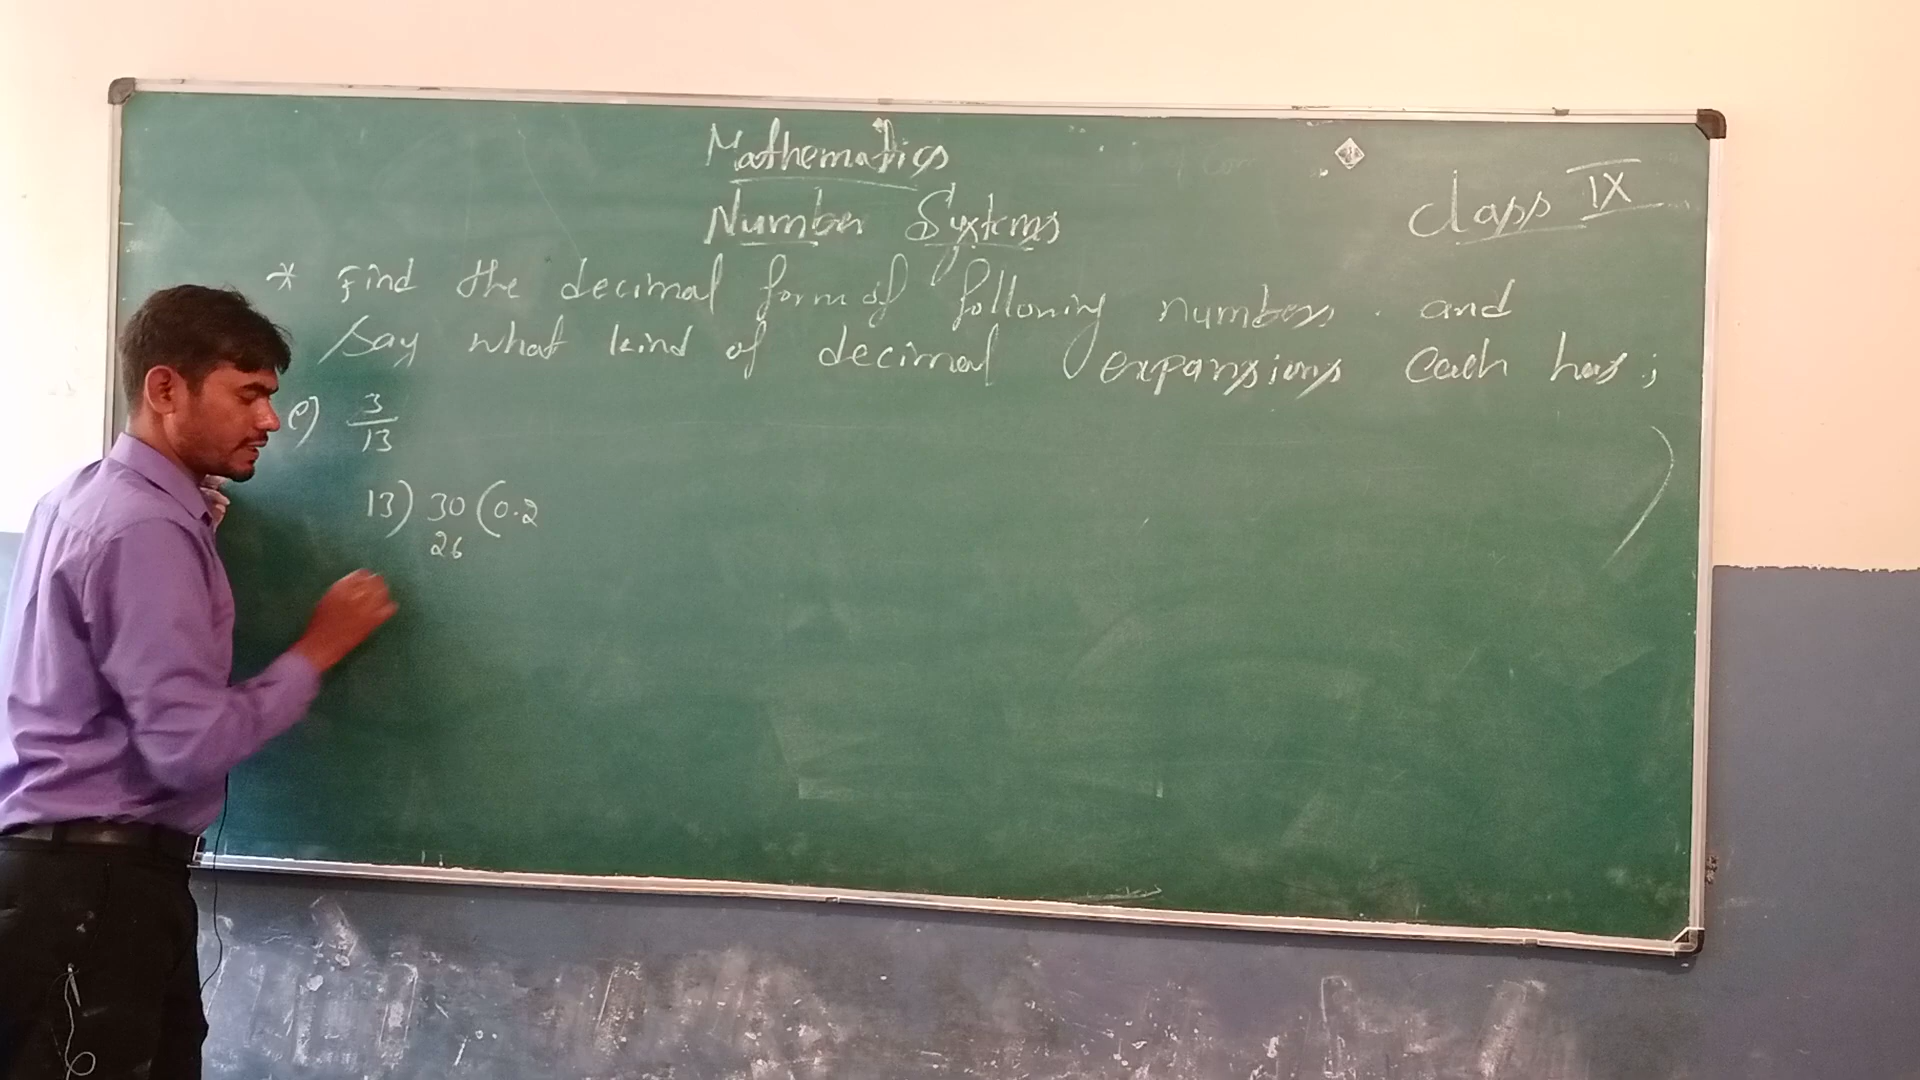 Mathematics
Number Systems
Class IX
* Find the decimal form of following numbers. and
say what kind of decimal expansions each has;
e) 3/13
13) 30 (0.2
26